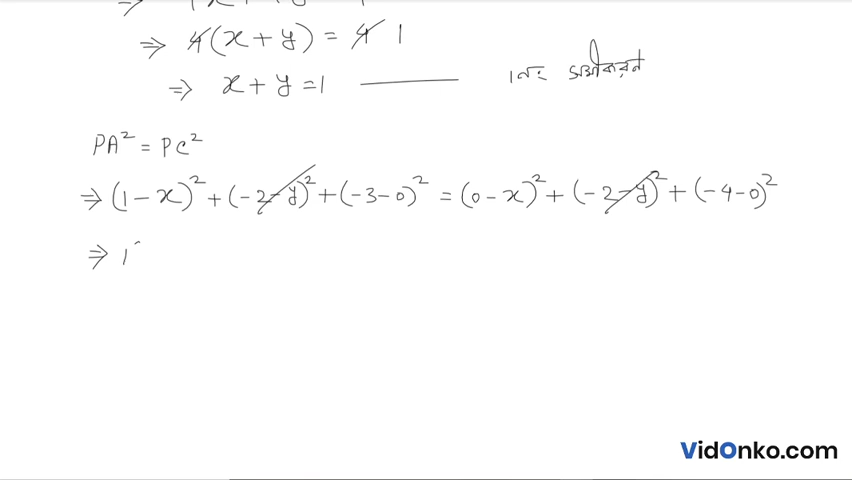 ⇒ 4(x + y) = 4 1
⇒ x + y = 1 ——— ১নং সমীকরণ
PA² = PC²
⇒ (1 - x)² + (-2 - y)² + (-3 - 0)² = (0 - x)² + (-2 - y)² + (-4 - 0)²
⇒ 1
VidOnko.com